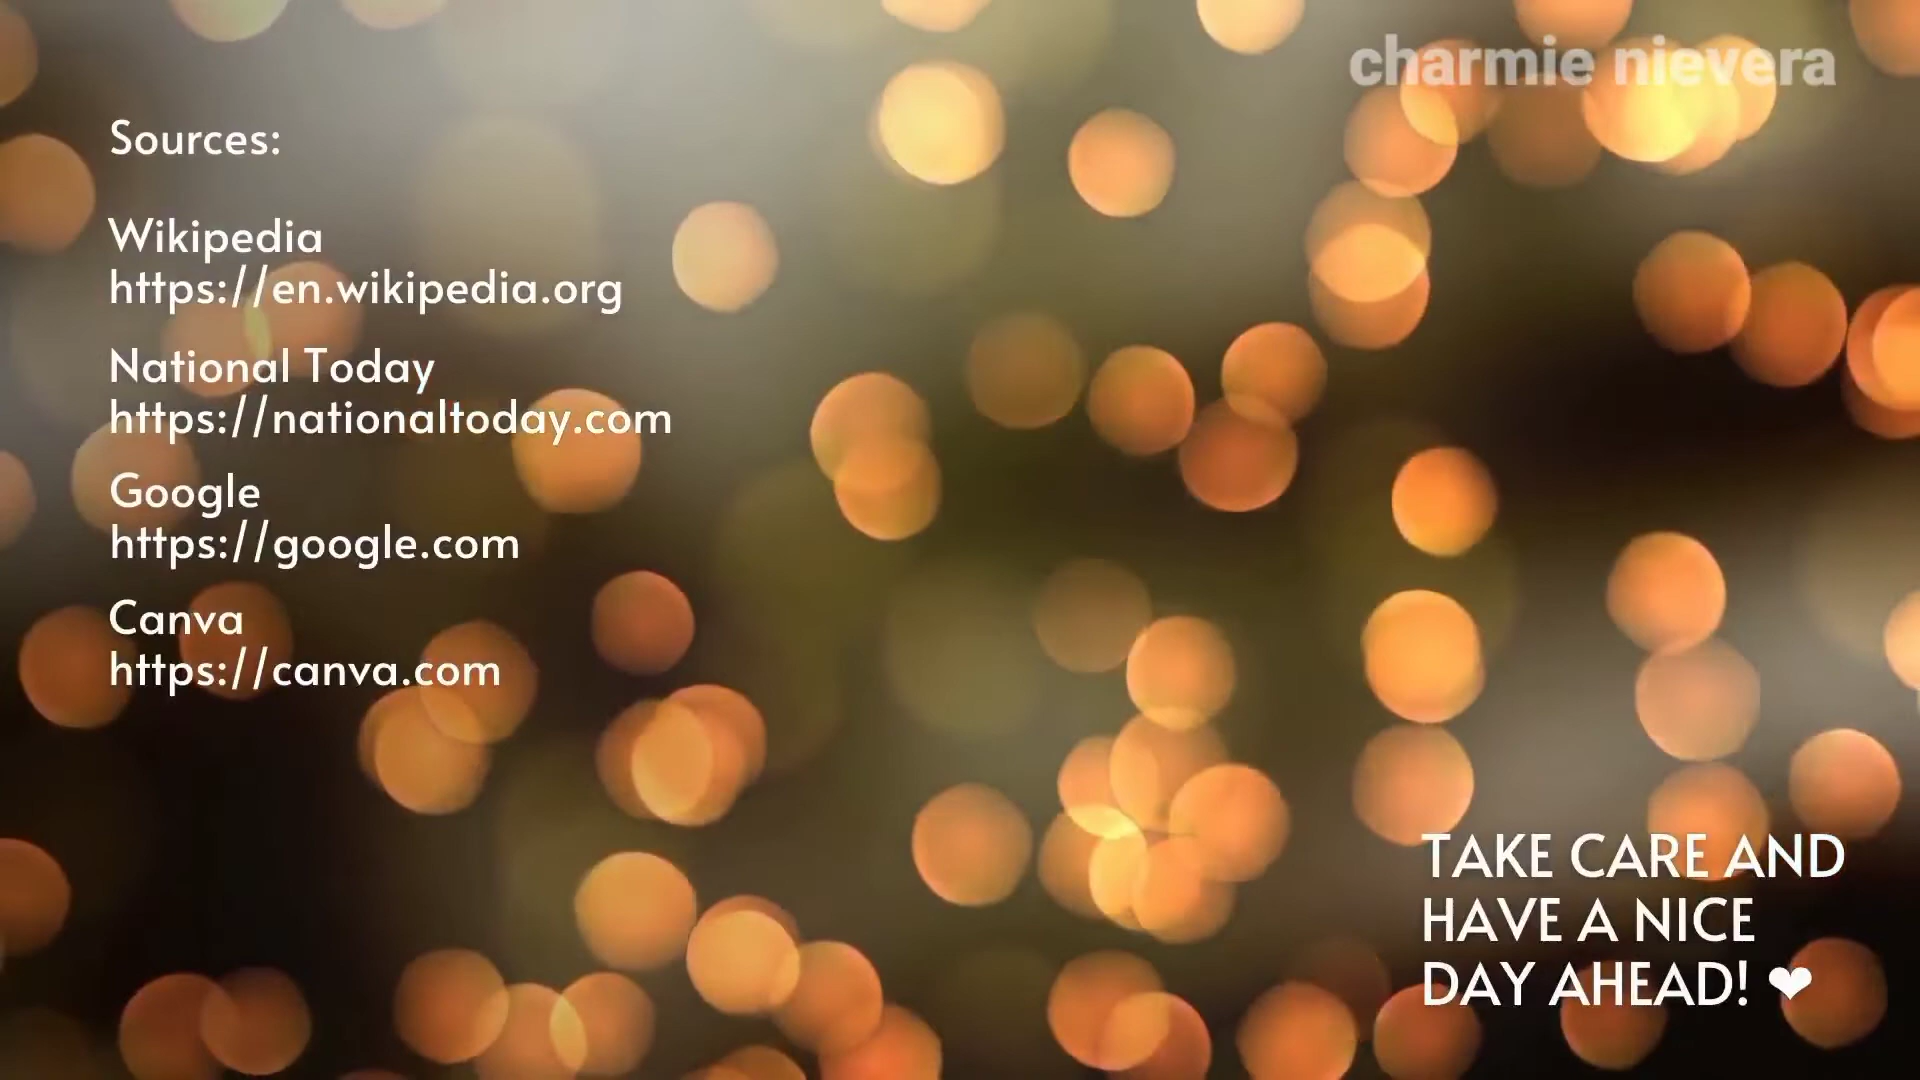 charmie nievera
Sources:
Wikipedia
https://en.wikipedia.org
National Today
https://nationaltoday.com
Google
https://google.com
Canva
https://canva.com
TAKE CARE AND
HAVE A NICE
DAY AHEAD! ❤